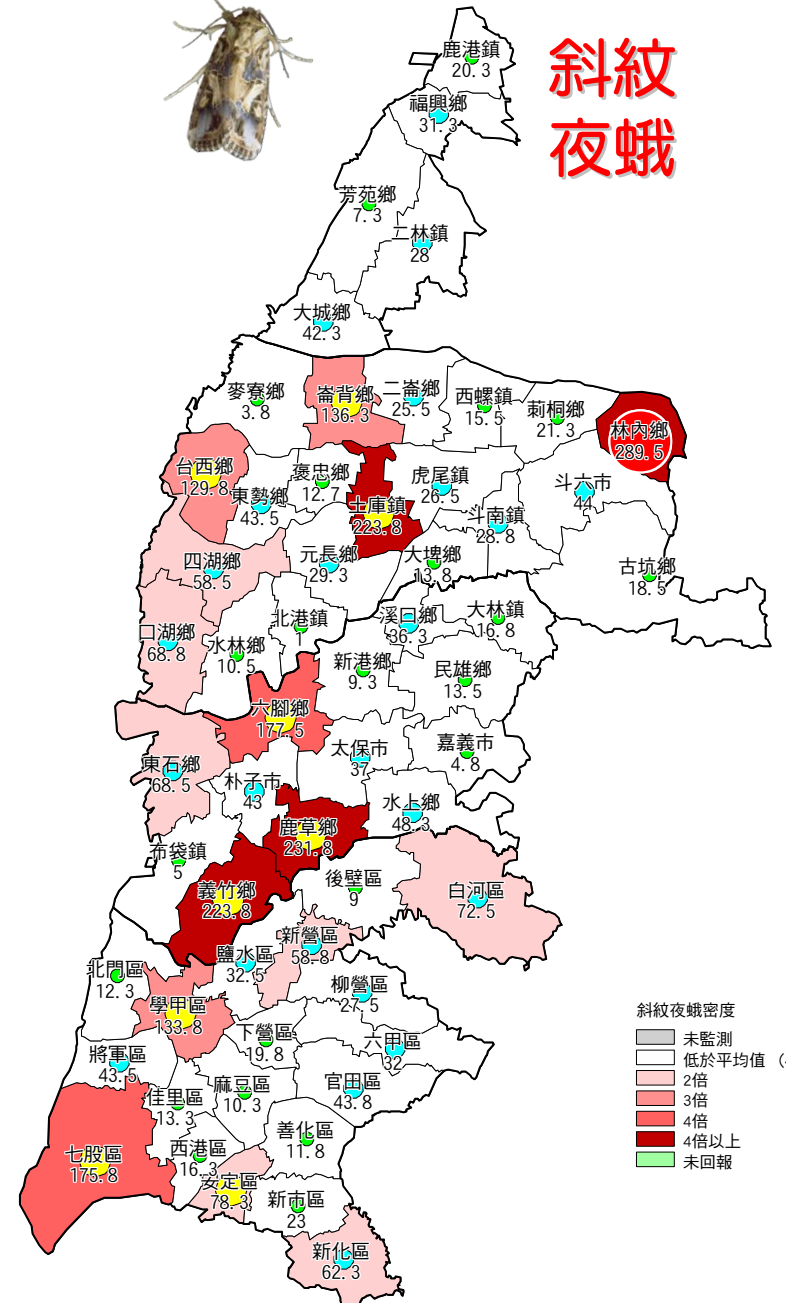 斜紋
夜蛾
鹿港鎮
20.3
福興鄉
31.3
芳苑鄉
7.3
二林鎮
28
大城鄉
42.3
麥寮鄉
3.8
崙背鄉
136.3
二崙鄉
25.5
西螺鎮
15.5
莿桐鄉
21.3
林內鄉
289.5
台西鄉
129.8
東勢鄉
43.5
褒忠鄉
12.7
土庫鎮
223.8
虎尾鎮
26.5
斗南鎮
28.8
斗六市
44
四湖鄉
58.5
元長鄉
29.3
大埤鄉
13.8
古坑鄉
18.5
口湖鄉
68.8
水林鄉
10.5
北港鎮
1
溪口鄉
36.3
大林鎮
16.8
新港鄉
9.3
民雄鄉
13.5
六腳鄉
177.5
東石鄉
68.5
朴子市
43
太保市
37
嘉義市
4.8
水上鄉
48.3
鹿草鄉
231.8
布袋鎮
5
義竹鄉
223.8
後壁區
9
白河區
72.5
新營區
58.8
鹽水區
32.5
北門區
12.3
柳營區
27.5
學甲區
133.8
下營區
19.8
六甲區
32
將軍區
43.5
佳里區
13.3
麻豆區
10.3
官田區
43.8
七股區
175.8
西港區
16.3
善化區
11.8
安定區
78.3
新市區
23
新化區
62.3
斜紋夜蛾密度
未監測
低於平均值（
2倍
3倍
4倍
4倍以上
未回報